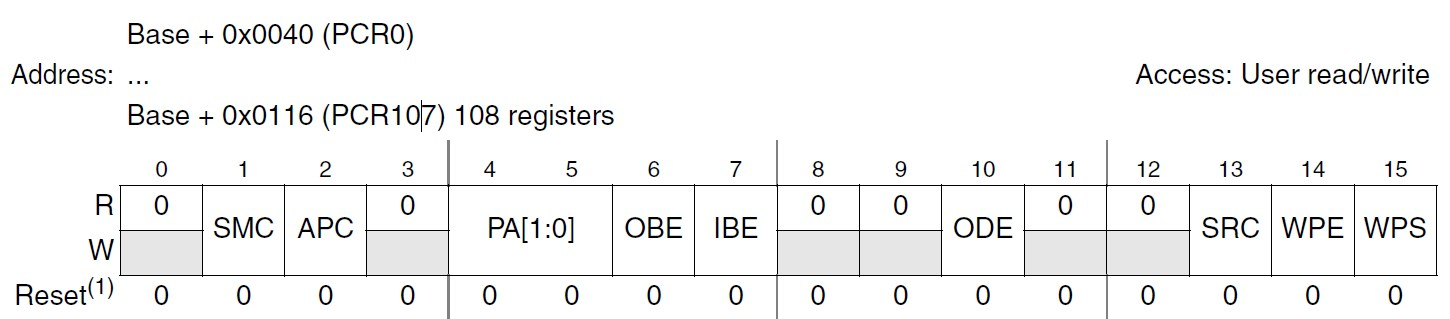 Base + 0x0040 (PCR0)
Address: ... Access: User read/write
Base + 0x0116 (PCR107) 108 registers
0 1 2 3 4 5 6 7 8 9 10 11 12 13 14 15
R 0 SMC APC 0 PA[1:0] OBE IBE 0 0 ODE 0 0 SRC WPE WPS
W
Reset(1) 0 0 0 0 0 0 0 0 0 0 0 0 0 0 0 0